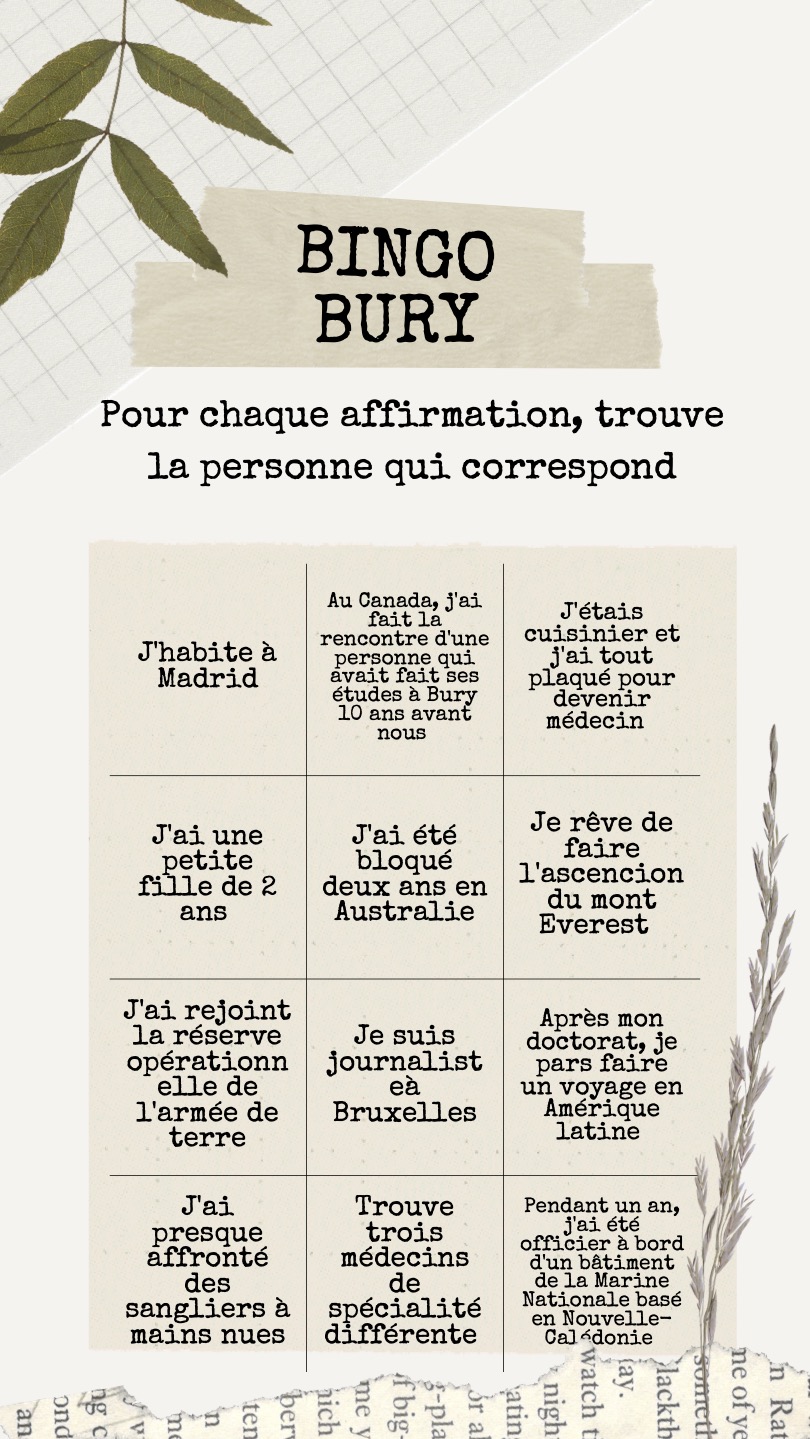 BINGO
BURY
Pour chaque affirmation, trouve
la personne qui correspond
J'habite à
Madrid
Au Canada, j'ai
fait la
rencontre d'une
personne qui
avait fait ses
études à Bury
10 ans avant
nous
J'étais
cuisinier et
j'ai tout
plaqué pour
devenir
médecin
J'ai une
petite
fille de 2
ans
J'ai été
bloqué
deux ans en
Australie
Je rêve de
faire
l'ascencion
du mont
Everest
J'ai rejoint
la réserve
opérationn
elle de
l'armée de
terre
Je suis
journalist
eà
Bruxelles
Après mon
doctorat, je
pars faire
un voyage en
Amérique
latine
J'ai
presque
affronté
des
sangliers à
mains nues
Trouve
trois
médecins
de
spécialité
différente
Pendant un an,
j'ai été
officier à bord
d'un bâtiment
de la Marine
Nationale basé
en Nouvelle-
Calédonie